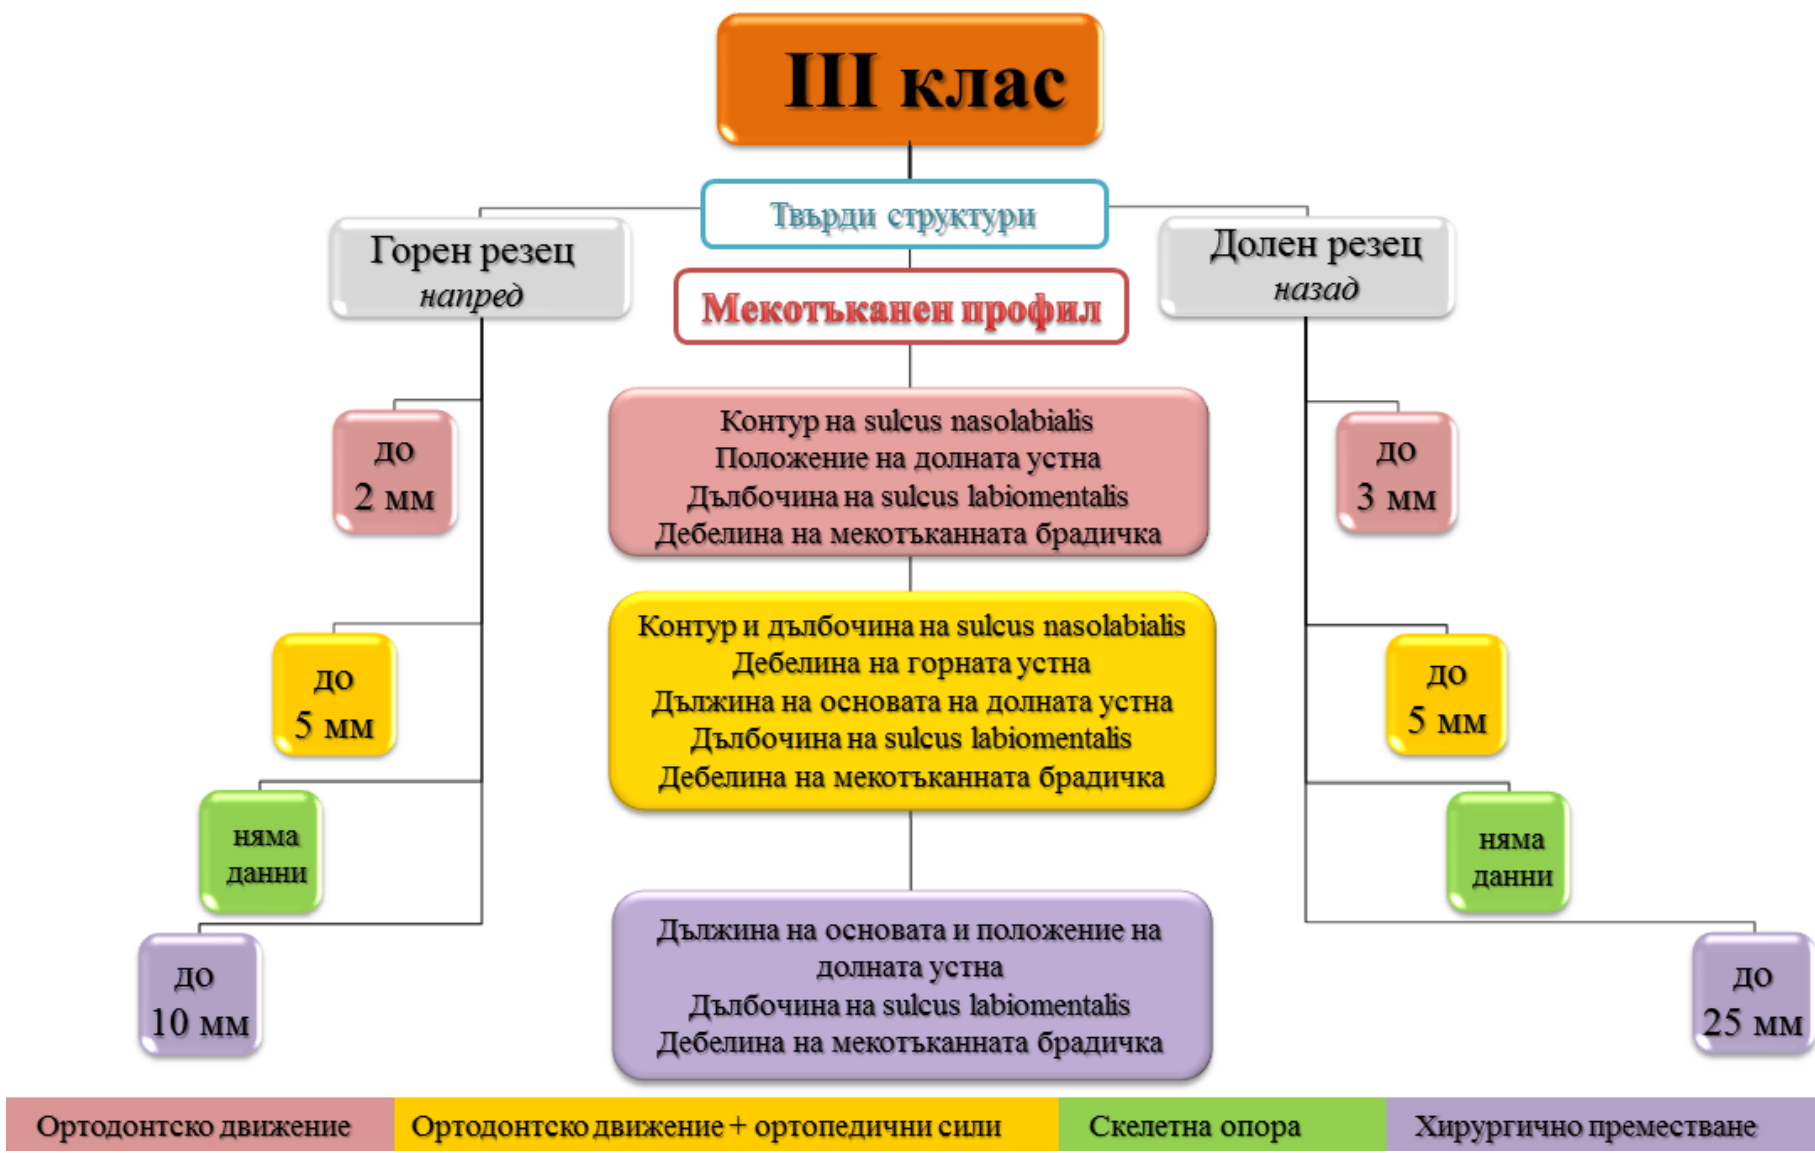 III клас
Твърди структури
Горен резец
напред
Долен резец
назад
Мекотъканен профил
до
2 мм
Контур на sulcus nasolabialis
Положение на долната устна
Дълбочина на sulcus labiomentalis
Дебелина на мекотъканната брадичка
до
3 мм
до
5 мм
Контур и дълбочина на sulcus nasolabialis
Дебелина на горната устна
Дължина на основата на долната устна
Дълбочина на sulcus labiomentalis
Дебелина на мекотъканната брадичка
до
5 мм
няма
данни
няма
данни
до
10 мм
Дължина на основата и положение на
долната устна
Дълбочина на sulcus labiomentalis
Дебелина на мекотъканната брадичка
до
25 мм
Ортодонтско движение
Ортодонтско движение + ортопедични сили
Скелетна опора
Хирургично преместване